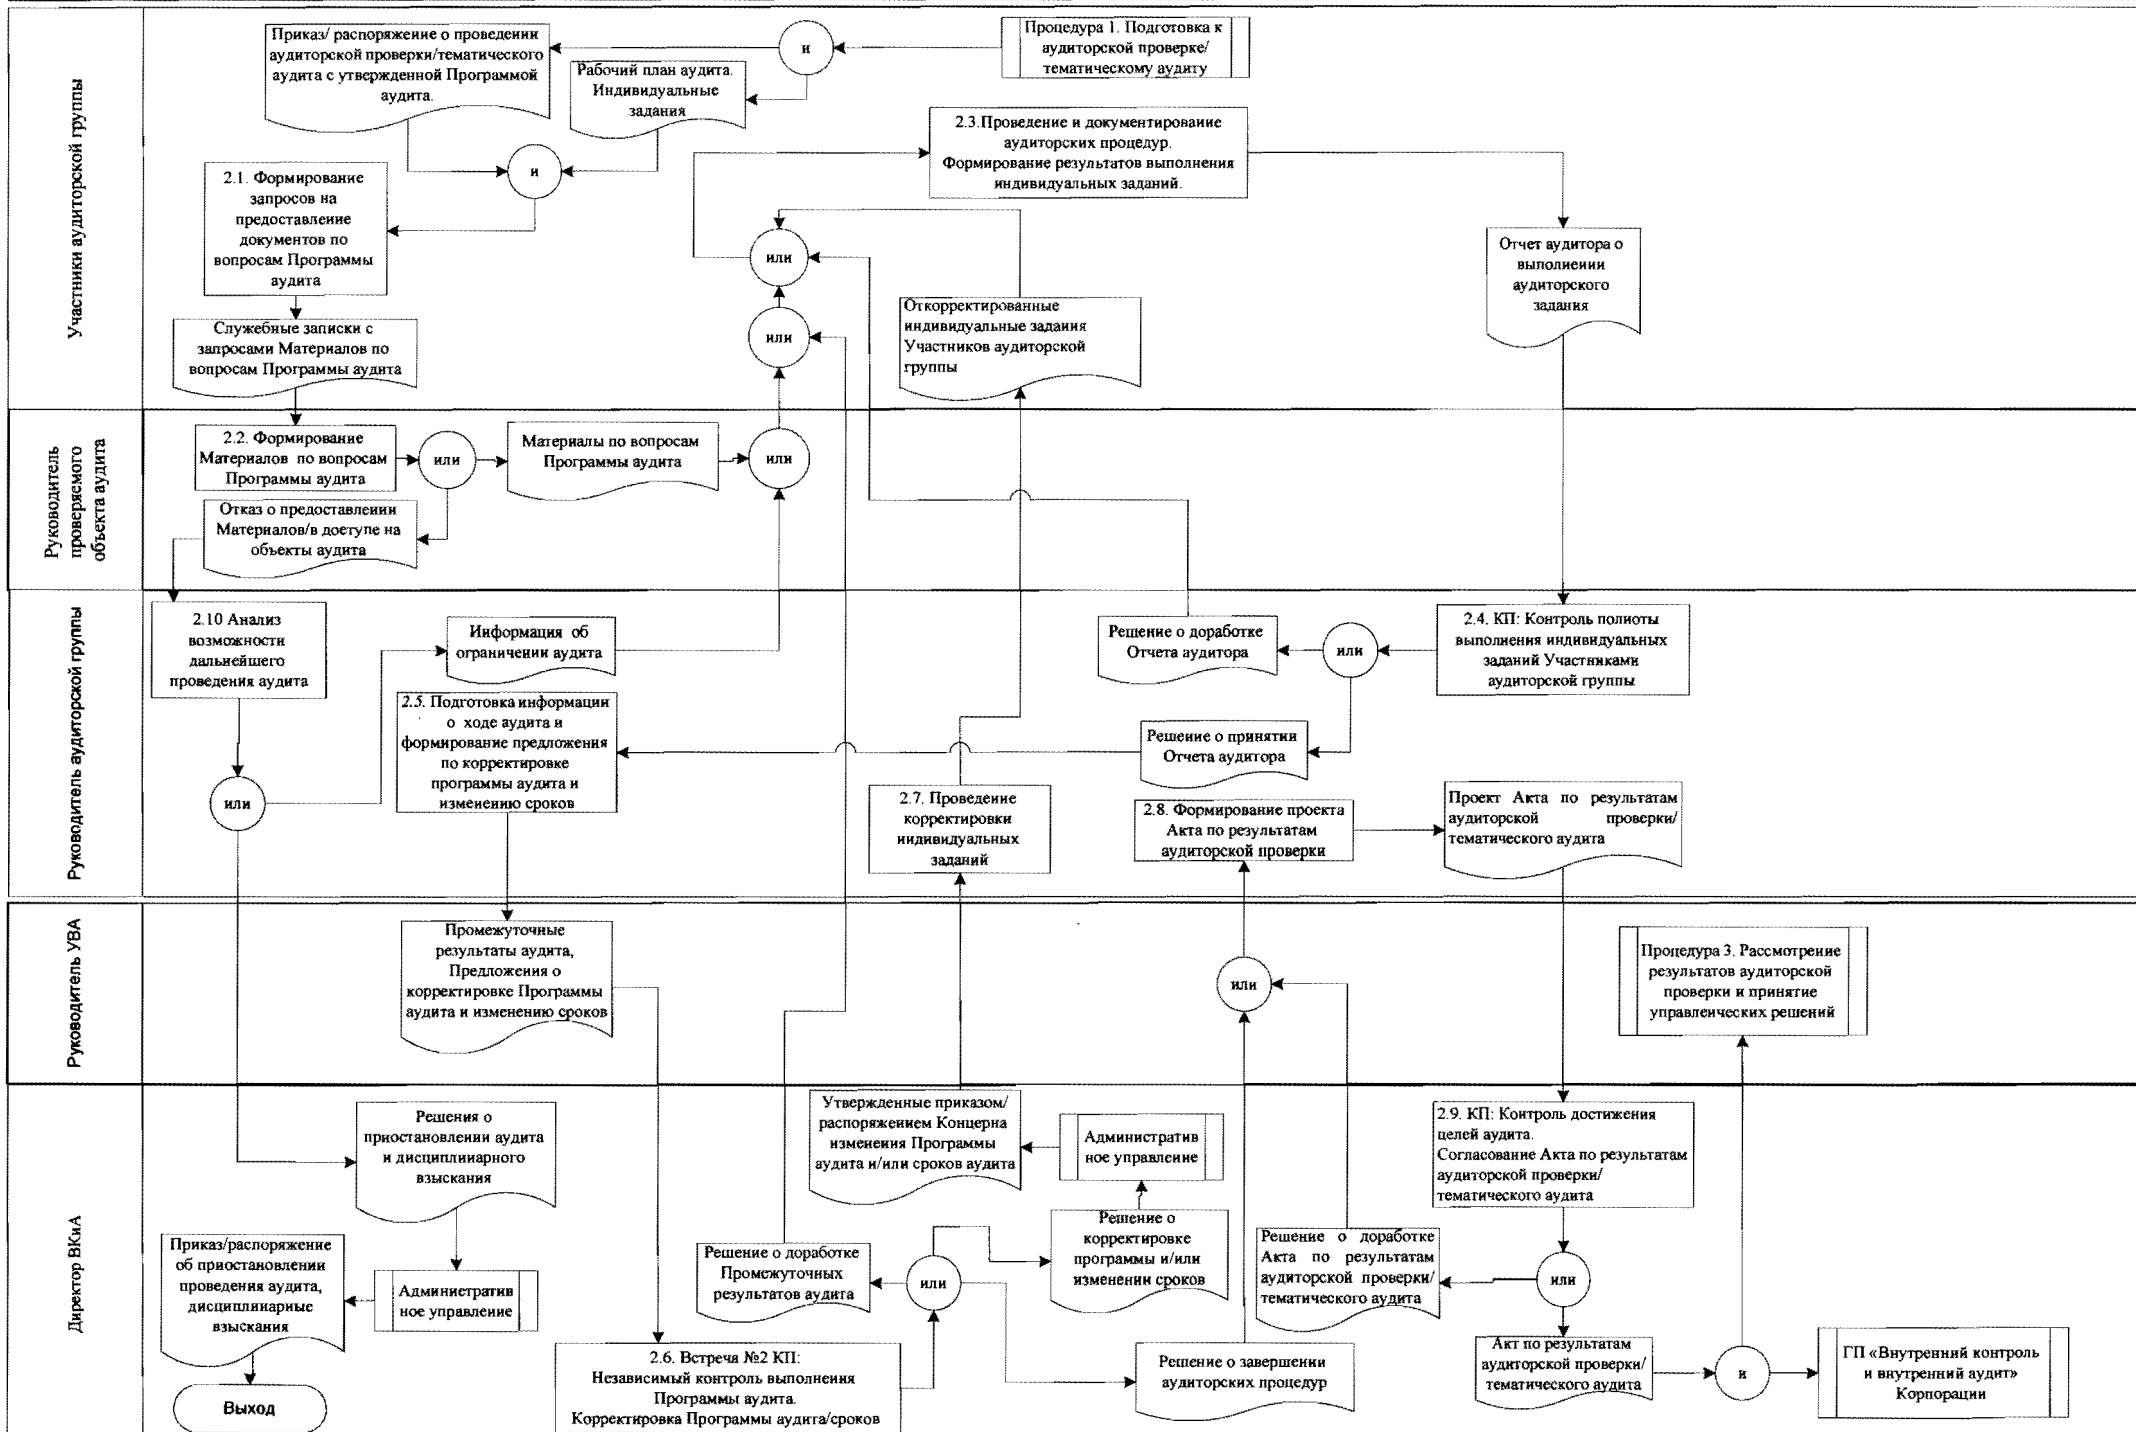 Участники аудиторской группы
Приказ/ распоряжение о проведении
аудиторской проверки/тематического
аудита с утвержденной Программой
аудита.
и
Процедура 1. Подготовка к
аудиторской проверке/
тематическому аудиту
Рабочий план аудита.
Индивидуальные
задания
и
2.1. Формирование
запросов на
предоставление
документов по
вопросам Программы
аудита
Служебные записки с
запросами Материалов по
вопросам Программы аудита
2.3.Проведение и документирование
аудиторских процедур.
Формирование результатов выполнения
индивидуальных заданий.
или
или
Откорректированные
индивидуальные задания
Участников аудиторской
группы
Отчет аудитора о
выполнении
аудиторского
задания
Руководитель
проверяемого
объекта аудита
2.2. Формирование
Материалов по вопросам
Программы аудита
или
Материалы по вопросам
Программы аудита
или
Отказ о предоставлении
Материалов/в доступе на
объекты аудита
Руководитель аудиторской группы
2.10 Анализ
возможности
дальнейшего
проведения аудита
Информация об
ограничении аудита
или
2.5. Подготовка информации
о ходе аудита и
формирование предложения
по корректировке
программы аудита и
изменению сроков
Решение о доработке
Отчета аудитора
или
2.4. КП: Контроль полноты
выполнения индивидуальных
заданий Участниками
аудиторской группы
Решение о принятии
Отчета аудитора
2.7. Проведение
корректировки
индивидуальных
заданий
2.8. Формирование проекта
Акта по результатам
аудиторской проверки
Проект Акта по результатам
аудиторской проверки/
тематического аудита
Руководитель УВА
Промежуточные
результаты аудита,
Предложения о
корректировке Программы
аудита и изменению сроков
или
Процедура 3. Рассмотрение
результатов аудиторской
проверки и принятие
управленческих решений
Директор ВКиА
Решения о
приостановлении аудита
и дисциплинарного
взыскания
Приказ/распоряжение
об приостановлении
проведения аудита,
дисциплинарные
взыскания
Административ
ное управление
Выход
Утвержденные приказом/
распоряжением Концерна
изменения Программы
аудита и/или сроков аудита
Административ
ное управление
Решение о доработке
Промежуточных
результатов аудита
или
Решение о
корректировке
программы и/или
изменении сроков
2.6. Встреча №2 КП:
Независимый контроль выполнения
Программы аудита.
Корректировка Программы аудита/сроков
Решение о завершении
аудиторских процедур
2.9. КП: Контроль достижения
целей аудита.
Согласование Акта по результатам
аудиторской проверки/
тематического аудита
Решение о доработке
Акта по результатам
аудиторской проверки/
тематического аудита
или
Акт по результатам
аудиторской проверки/
тематического аудита
и
ГП «Внутренний контроль
и внутренний аудит»
Корпорации